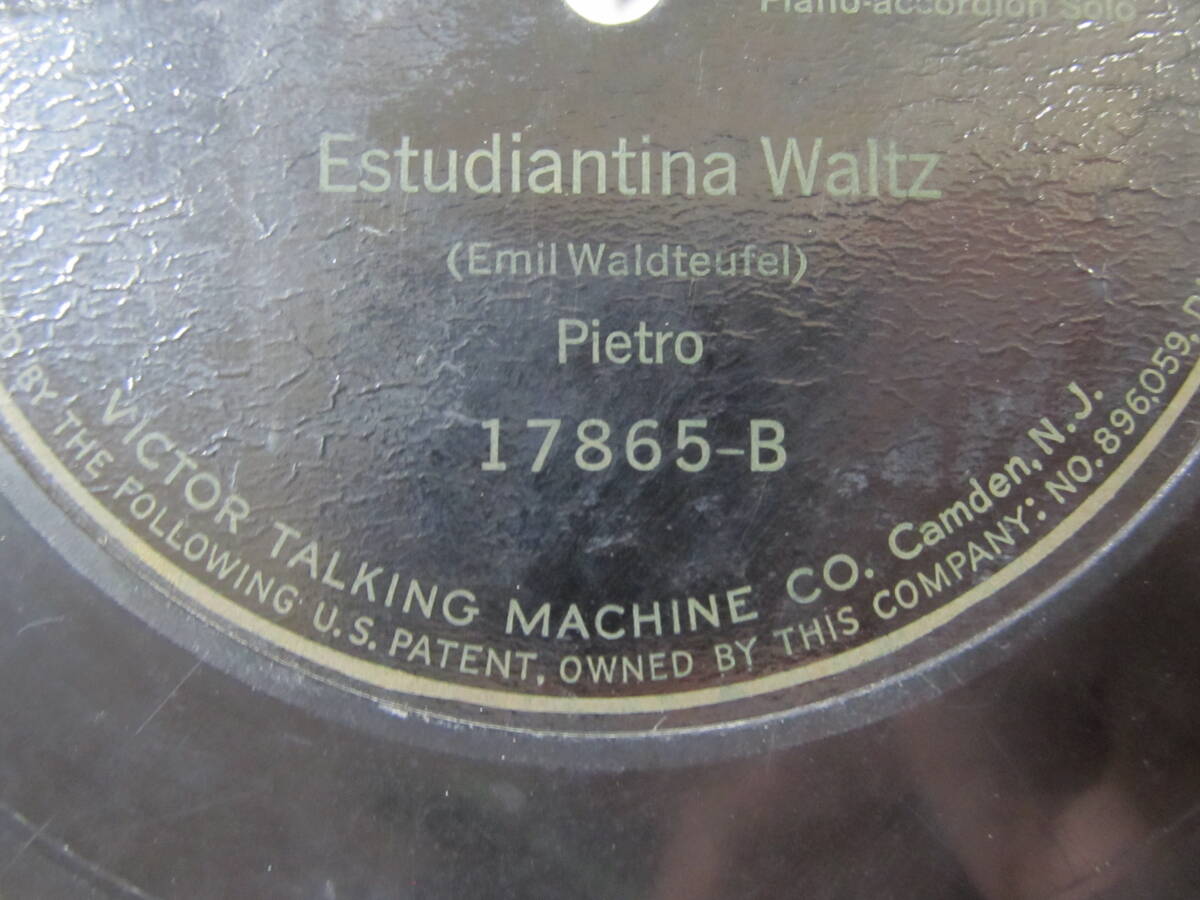 Piano-accordion Solo
Estudiantina Waltz
(Emil Waldteufel)
Pietro
17865-B
VICTOR TALKING MACHINE CO. Camden, N. J.
BY THE FOLLOWING U.S. PATENT, OWNED BY THIS COMPANY: NO. 896,059,